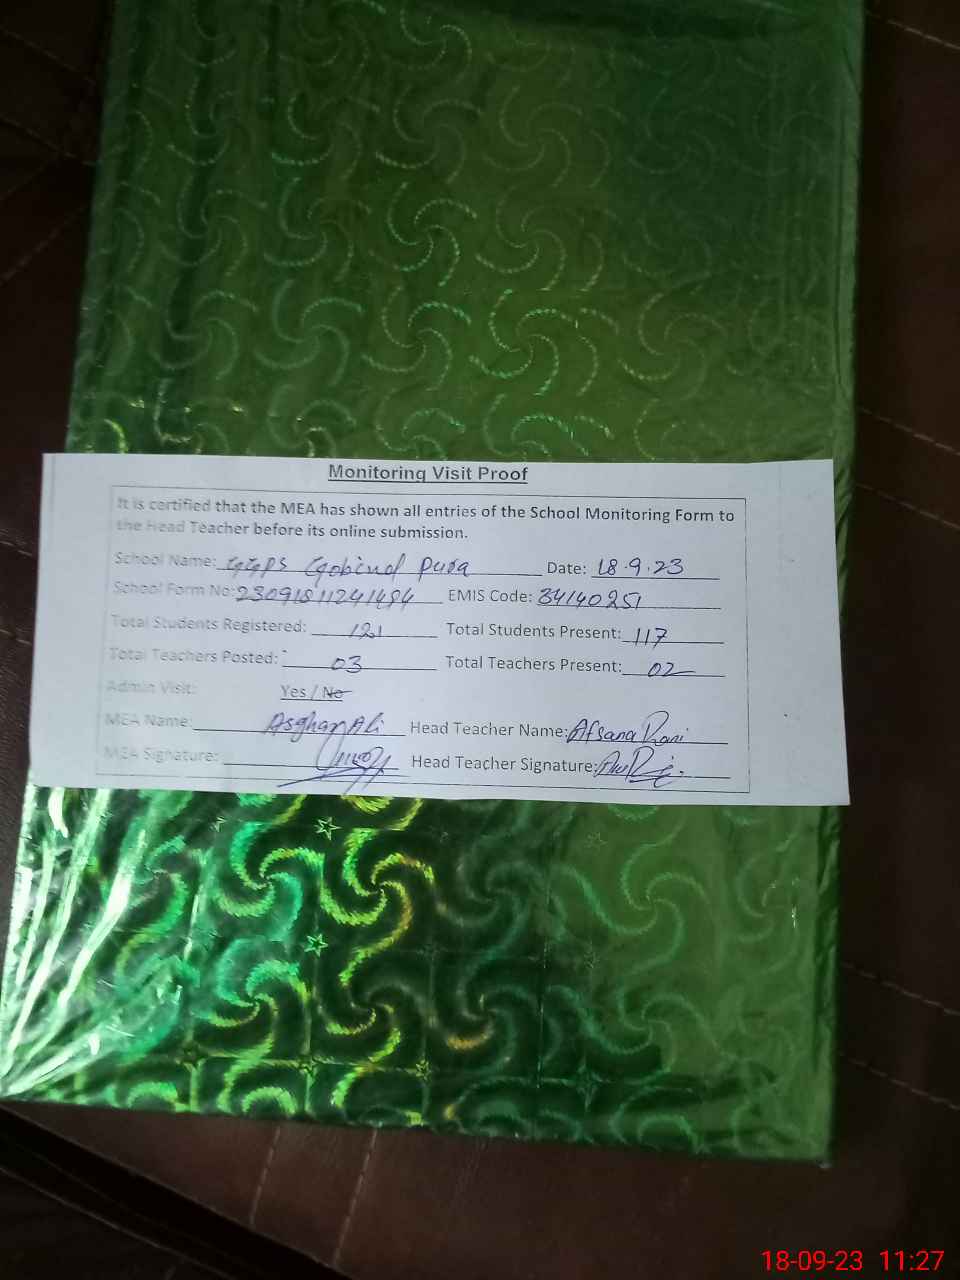 Monitoring Visit Proof
It is certified that the MEA has shown all entries of the School Monitoring Form to
the Head Teacher before its online submission.
School Name: GGPS Gobind Pura Date: 18.9.23
School Form No: 23091811241484 EMIS Code: 34140251
Total Students Registered: 121 Total Students Present: 117
Total Teachers Posted: 03 Total Teachers Present: 02
Admin Visit: Yes / No
MEA Name: Asghar Ali Head Teacher Name: Afsana Rani
MEA Signature: Head Teacher Signature:
18-09-23 11:27